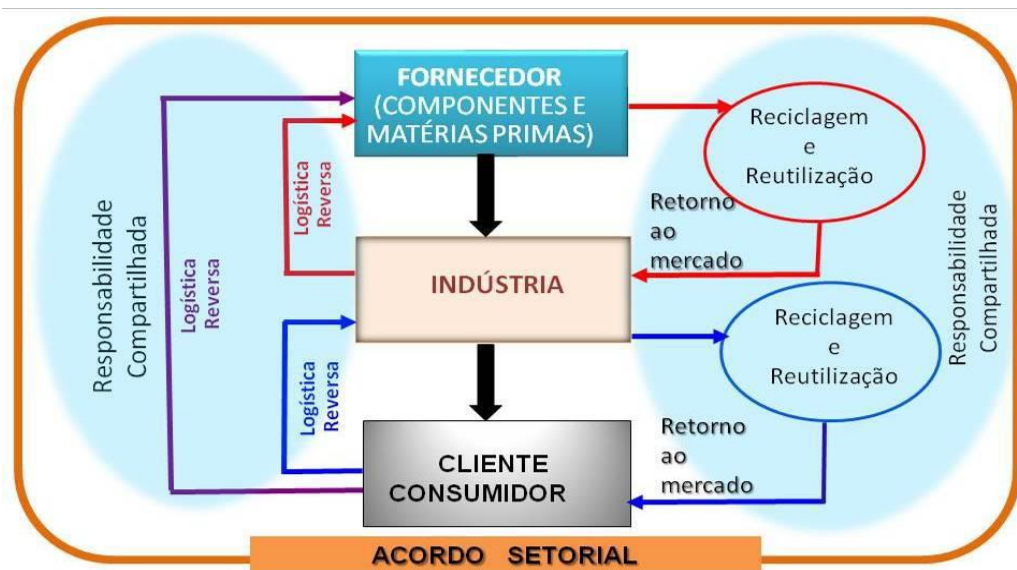 FORNECEDOR
(COMPONENTES E
MATÉRIAS PRIMAS)
Reciclagem
e
Reutilização
Logística
Reversa
Retorno
ao
mercado
Responsabilidade
Compartilhada
Logística
Reversa
INDÚSTRIA
Responsabilidade
Compartilhada
Reciclagem
e
Reutilização
Logística
Reversa
Retorno
ao
mercado
CLIENTE
CONSUMIDOR
ACORDO SETORIAL